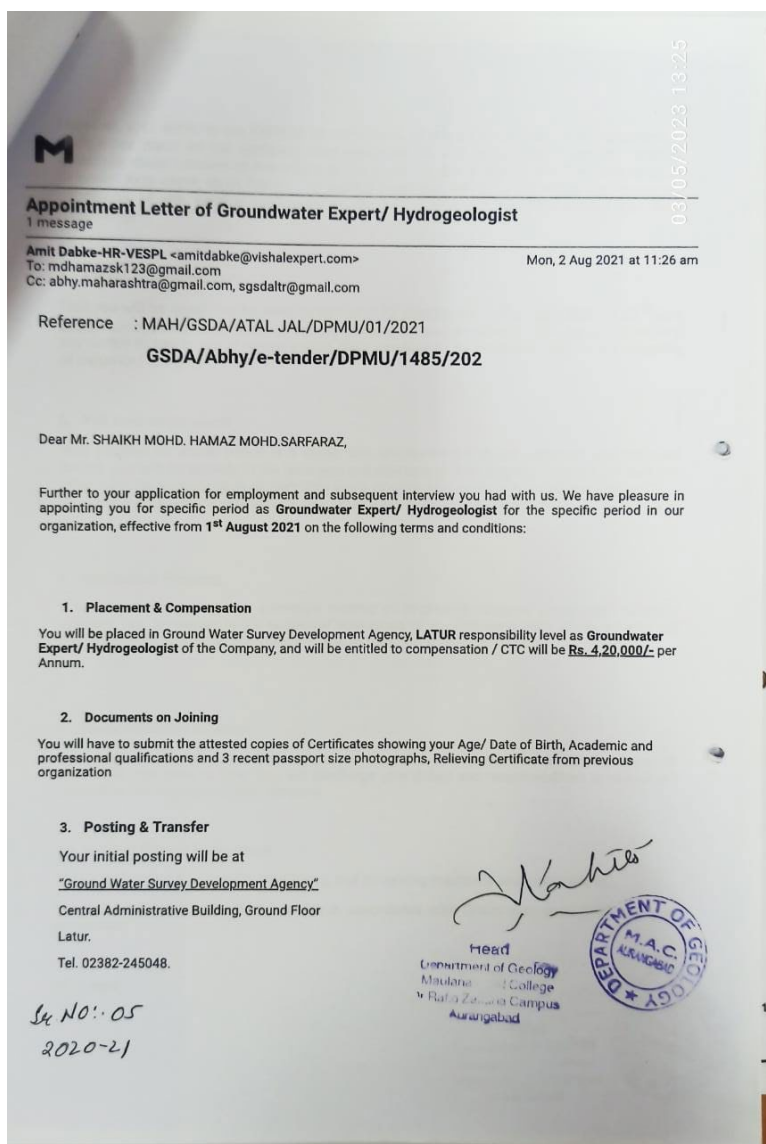 03/05/2023 13:25
M
Appointment Letter of Groundwater Expert/ Hydrogeologist
1 message
Amit Dabke-HR-VESPL <amitdabke@vishalexpert.com>
Mon, 2 Aug 2021 at 11:26 am
To: mdhamazsk123@gmail.com
Cc: abhy.maharashtra@gmail.com, sgsdaltr@gmail.com
Reference : MAH/GSDA/ATAL JAL/DPMU/01/2021
GSDA/Abhy/e-tender/DPMU/1485/202
Dear Mr. SHAIKH MOHD. HAMAZ MOHD.SARFARAZ,
Further to your application for employment and subsequent interview you had with us. We have pleasure in
appointing you for specific period as Groundwater Expert/ Hydrogeologist for the specific period in our
organization, effective from 1st August 2021 on the following terms and conditions:
1. Placement & Compensation
You will be placed in Ground Water Survey Development Agency, LATUR responsibility level as Groundwater
Expert/ Hydrogeologist of the Company, and will be entitled to compensation / CTC will be Rs. 4,20,000/- per
Annum.
2. Documents on Joining
You will have to submit the attested copies of Certificates showing your Age/ Date of Birth, Academic and
professional qualifications and 3 recent passport size photographs, Relieving Certificate from previous
organization
3. Posting & Transfer
Your initial posting will be at
"Ground Water Survey Development Agency"
Central Administrative Building, Ground Floor
Latur.
Tel. 02382-245048.
Head
Department of Geology
Maulana College
Campus
Aurangabad
DEPARTMENT OF GEOLOGY
M.A.C.
AURANGABAD
Sr NO:. 05
2020-21